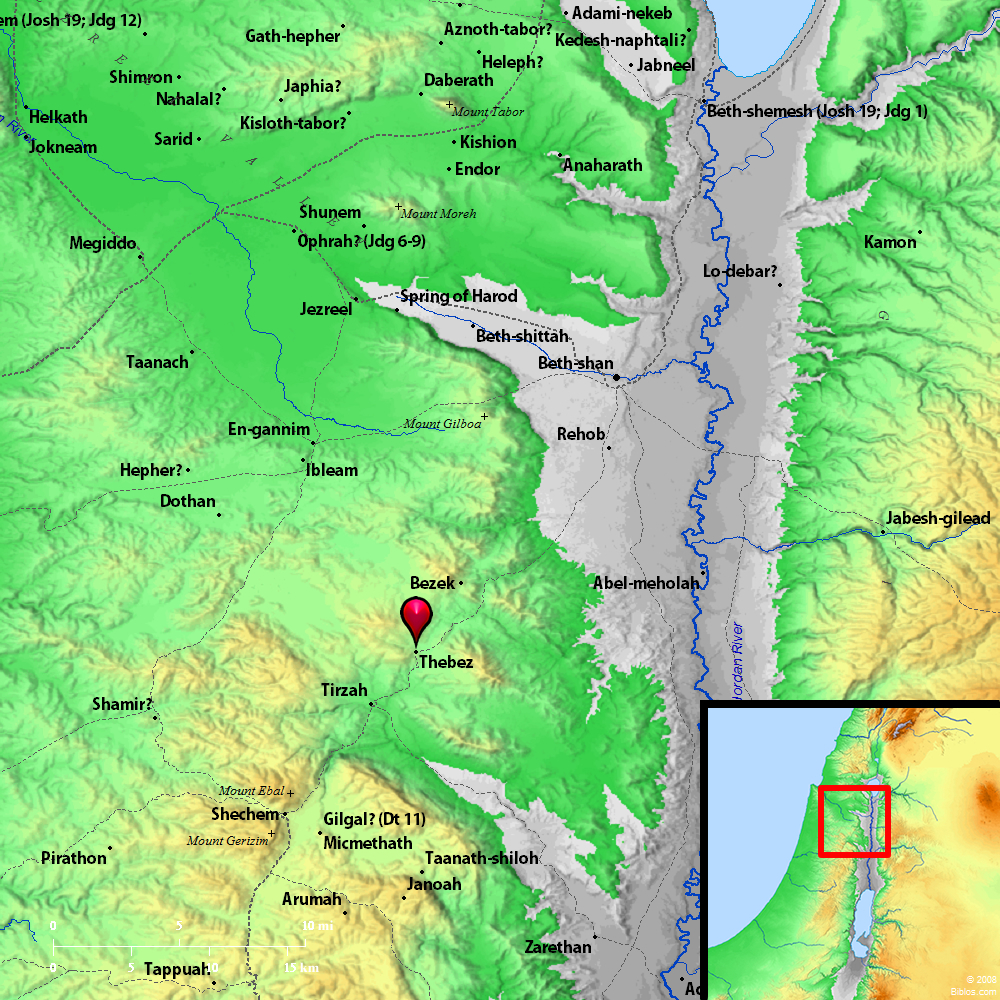 em (Josh 19; Jdg 12)
Adami-nekeb
Gath-hepher
Aznoth-tabor?
Kedesh-naphtali?
Heleph?
Jabneel
Shimron
Japhia?
Daberath
Nahalal?
Mount Tabor
Beth-shemesh (Josh 19; Jdg 1)
Helkath
Kisloth-tabor?
River
Sarid
Kishion
Jokneam
Anaharath
Endor
Shunem
Mount Moreh
Megiddo
Ophrah? (Jdg 6-9)
Kamon
Lo-debar?
Spring of Harod
Jezreel
G
Beth-shittah
Taanach
Beth-shan
Mount Gilboa
En-gannim
Rehob
Hepher?
Ibleam
Dothan
Jabesh-gilead
Bezek
Abel-meholah
Jordan River
Thebez
Tirzah
Shamir?
Mount Ebal
Shechem
Gilgal? (Dt 11)
Mount Gerizim
Micmethath
Pirathon
Taanath-shiloh
Janoah
Arumah
0 5 10 mi
Zarethan
0 5 10 15 km
Tappuah
© 2008
Biblos.com